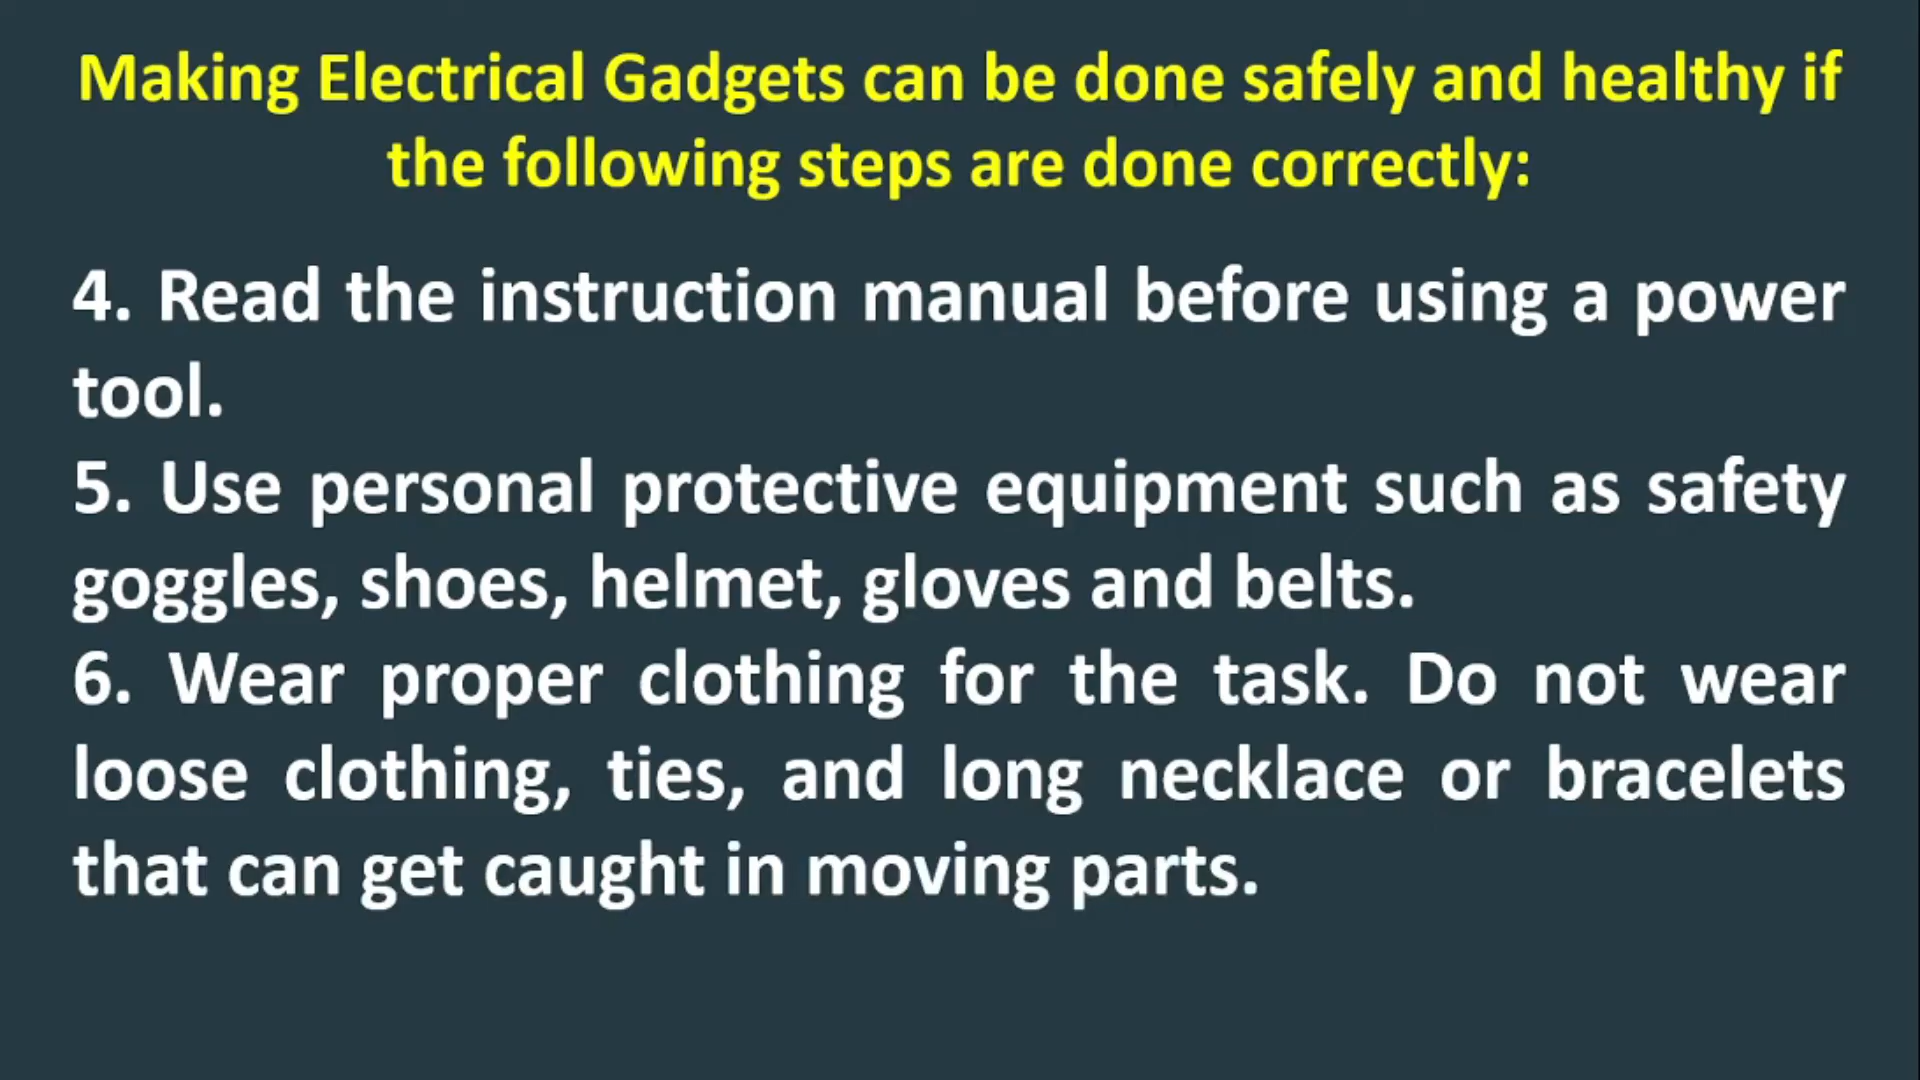 Making Electrical Gadgets can be done safely and healthy if
the following steps are done correctly:
4. Read the instruction manual before using a power
tool.
5. Use personal protective equipment such as safety
goggles, shoes, helmet, gloves and belts.
6. Wear proper clothing for the task. Do not wear
loose clothing, ties, and long necklace or bracelets
that can get caught in moving parts.